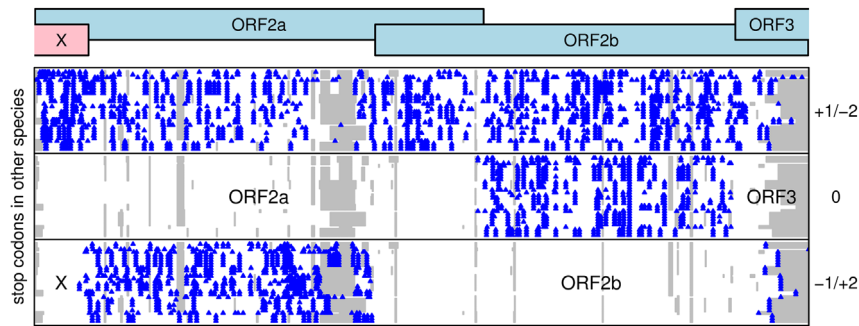 ORF2a
ORF3
X
ORF2b
stop codons in other species
+1/−2
ORF2a
ORF3
0
X
ORF2b
−1/+2